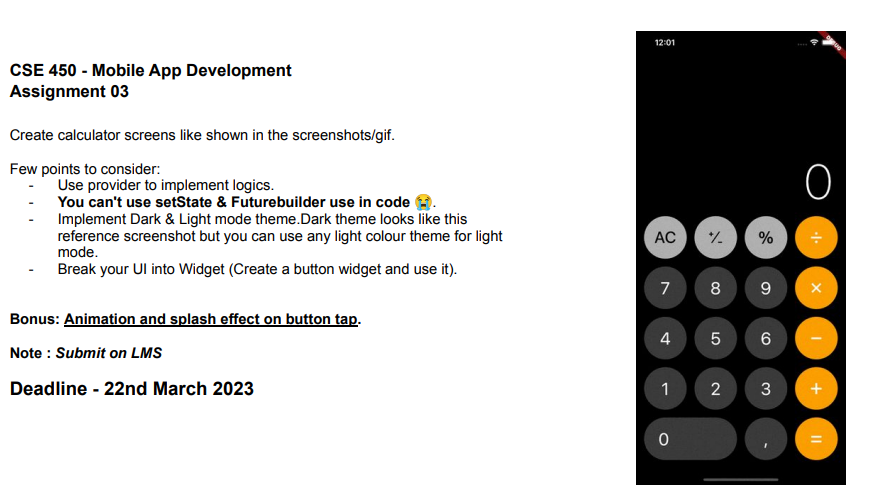 CSE 450 - Mobile App Development
Assignment 03
Create calculator screens like shown in the screenshots/gif.
Few points to consider:
- Use provider to implement logics.
- You can't use setState & Futurebuilder use in code 😭.
- Implement Dark & Light mode theme.Dark theme looks like this
reference screenshot but you can use any light colour theme for light
mode.
- Break your UI into Widget (Create a button widget and use it).
Bonus: Animation and splash effect on button tap.
Note : Submit on LMS
Deadline - 22nd March 2023
12:01
DEBUG
0
AC +/- % ÷
7 8 9 ×
4 5 6 −
1 2 3 +
0 , =